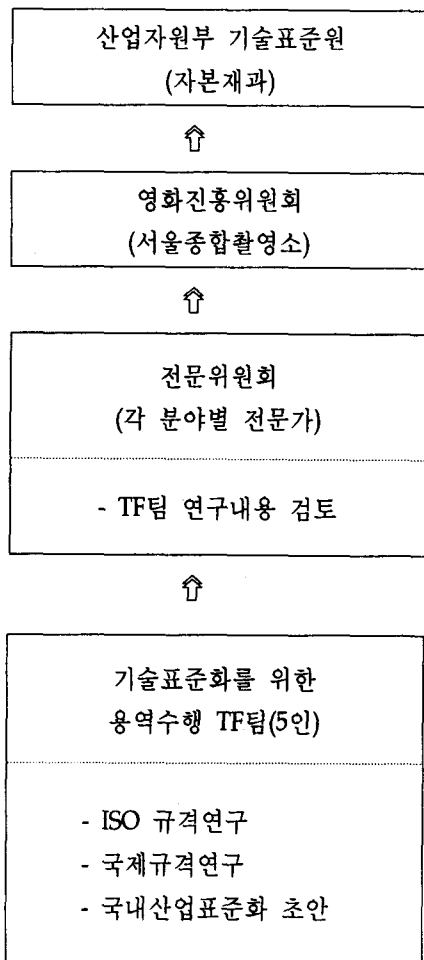 산업자원부 기술표준원
(자본재과)
⇧
영화진흥위원회
(서울종합촬영소)
⇧
전문위원회
(각 분야별 전문가)
- TF팀 연구내용 검토
⇧
기술표준화를 위한
용역수행 TF팀(5인)
- ISO 규격연구
- 국제규격연구
- 국내산업표준화 초안